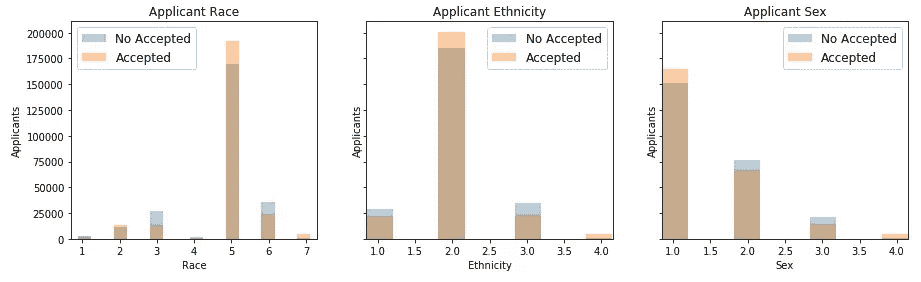 Applicant Race
Applicant Ethnicity
Applicant Sex
200000
175000
150000
125000
100000
75000
50000
25000
0
Applicants
No Accepted
Accepted
1 2 3 4 5 6 7
Race
Applicants
No Accepted
Accepted
1.0 1.5 2.0 2.5 3.0 3.5 4.0
Ethnicity
Applicants
No Accepted
Accepted
1.0 1.5 2.0 2.5 3.0 3.5 4.0
Sex